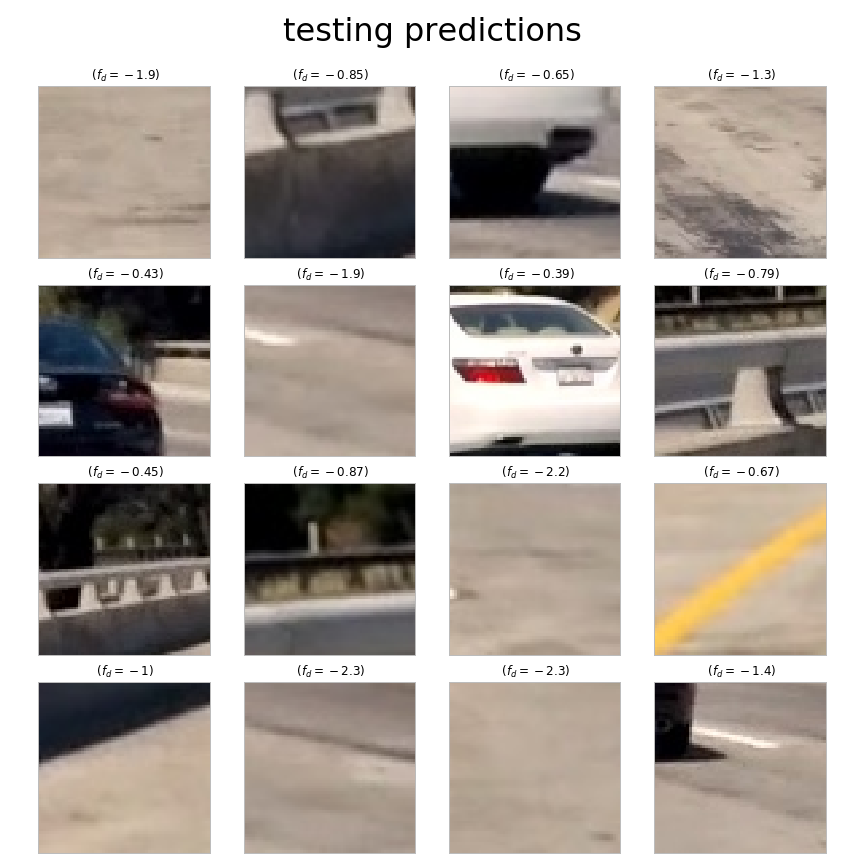 testing predictions
(f_d = −1.9) (f_d = −0.85) (f_d = −0.65) (f_d = −1.3)
(f_d = −0.43) (f_d = −1.9) (f_d = −0.39) (f_d = −0.79)
(f_d = −0.45) (f_d = −0.87) (f_d = −2.2) (f_d = −0.67)
(f_d = −1) (f_d = −2.3) (f_d = −2.3) (f_d = −1.4)